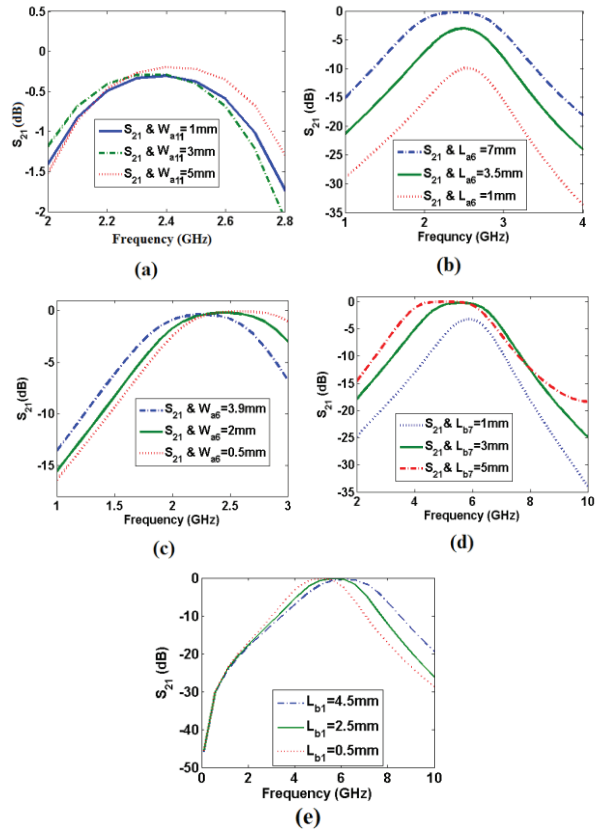 0.5
0
-0.5
-1
-1.5
-2
S21 (dB)
S21 & Wa11=1mm
S21 & Wa11=3mm
S21 & Wa11=5mm
2 2.2 2.4 2.6 2.8
Frequency (GHz)
(a)
0
-5
-10
-15
-20
-25
-30
-35
S21 (dB)
S21 & La6=7mm
S21 & La6=3.5mm
S21 & La6=1mm
1 2 3 4
Frequncy (GHz)
(b)
0
-5
-10
-15
S21 (dB)
S21 & Wa6=3.9mm
S21 & Wa6=2mm
S21 & Wa6=0.5mm
1 1.5 2 2.5 3
Frequency (GHz)
(c)
0
-5
-10
-15
-20
-25
-30
-35
S21 (dB)
S21 & Lb7=1mm
S21 & Lb7=3mm
S21 & Lb7=5mm
2 4 6 8 10
Frequency (GHz)
(d)
0
-10
-20
-30
-40
-50
S21 (dB)
Lb1=4.5mm
Lb1=2.5mm
Lb1=0.5mm
0 2 4 6 8 10
Frequency (GHz)
(e)